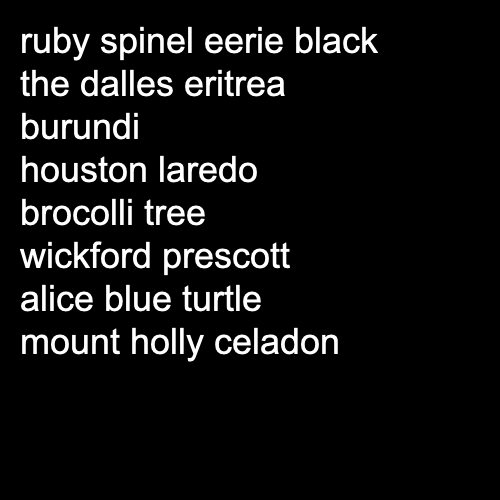 ruby spinel eerie black
the dalles eritrea
burundi
houston laredo
brocolli tree
wickford prescott
alice blue turtle
mount holly celadon